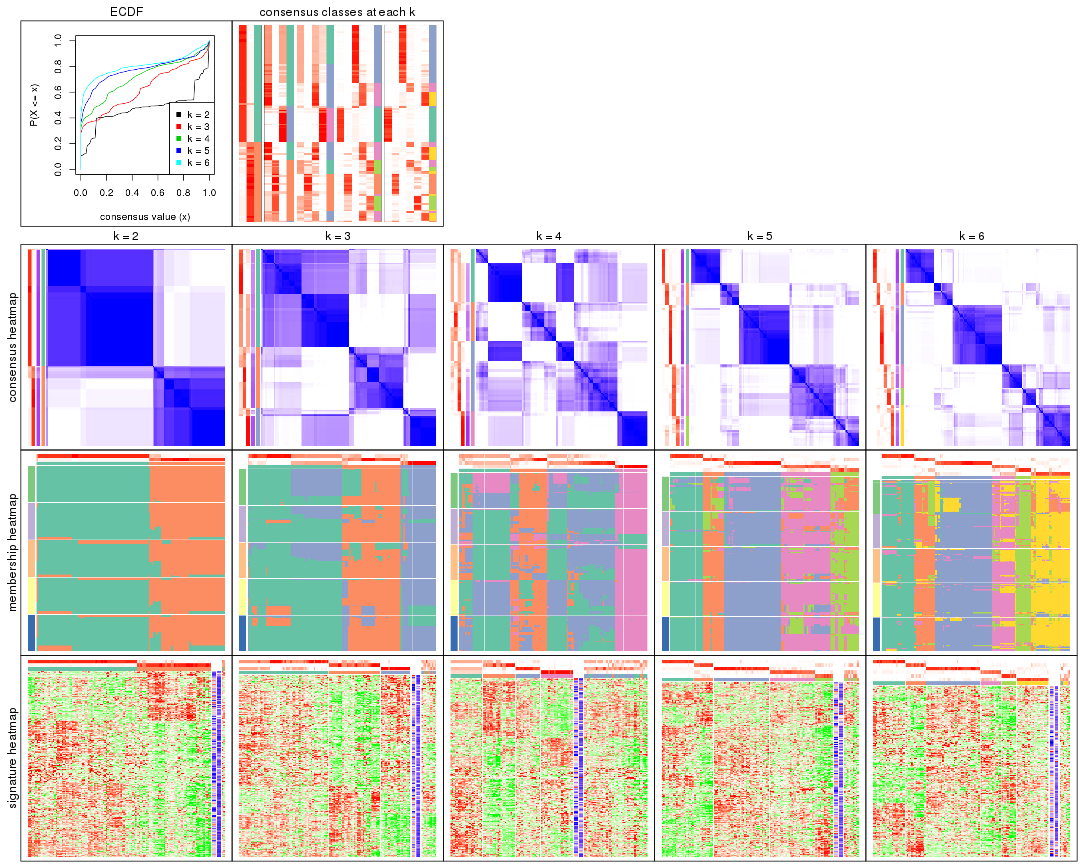 ECDF
consensus classes at each k
P(X <= x)
0.0
0.2
0.4
0.6
0.8
1.0
k = 2
k = 3
k = 4
k = 5
k = 6
0.0 0.2 0.4 0.6 0.8 1.0
consensus value (x)
k = 2
k = 3
k = 4
k = 5
k = 6
consensus heatmap
membership heatmap
signature heatmap